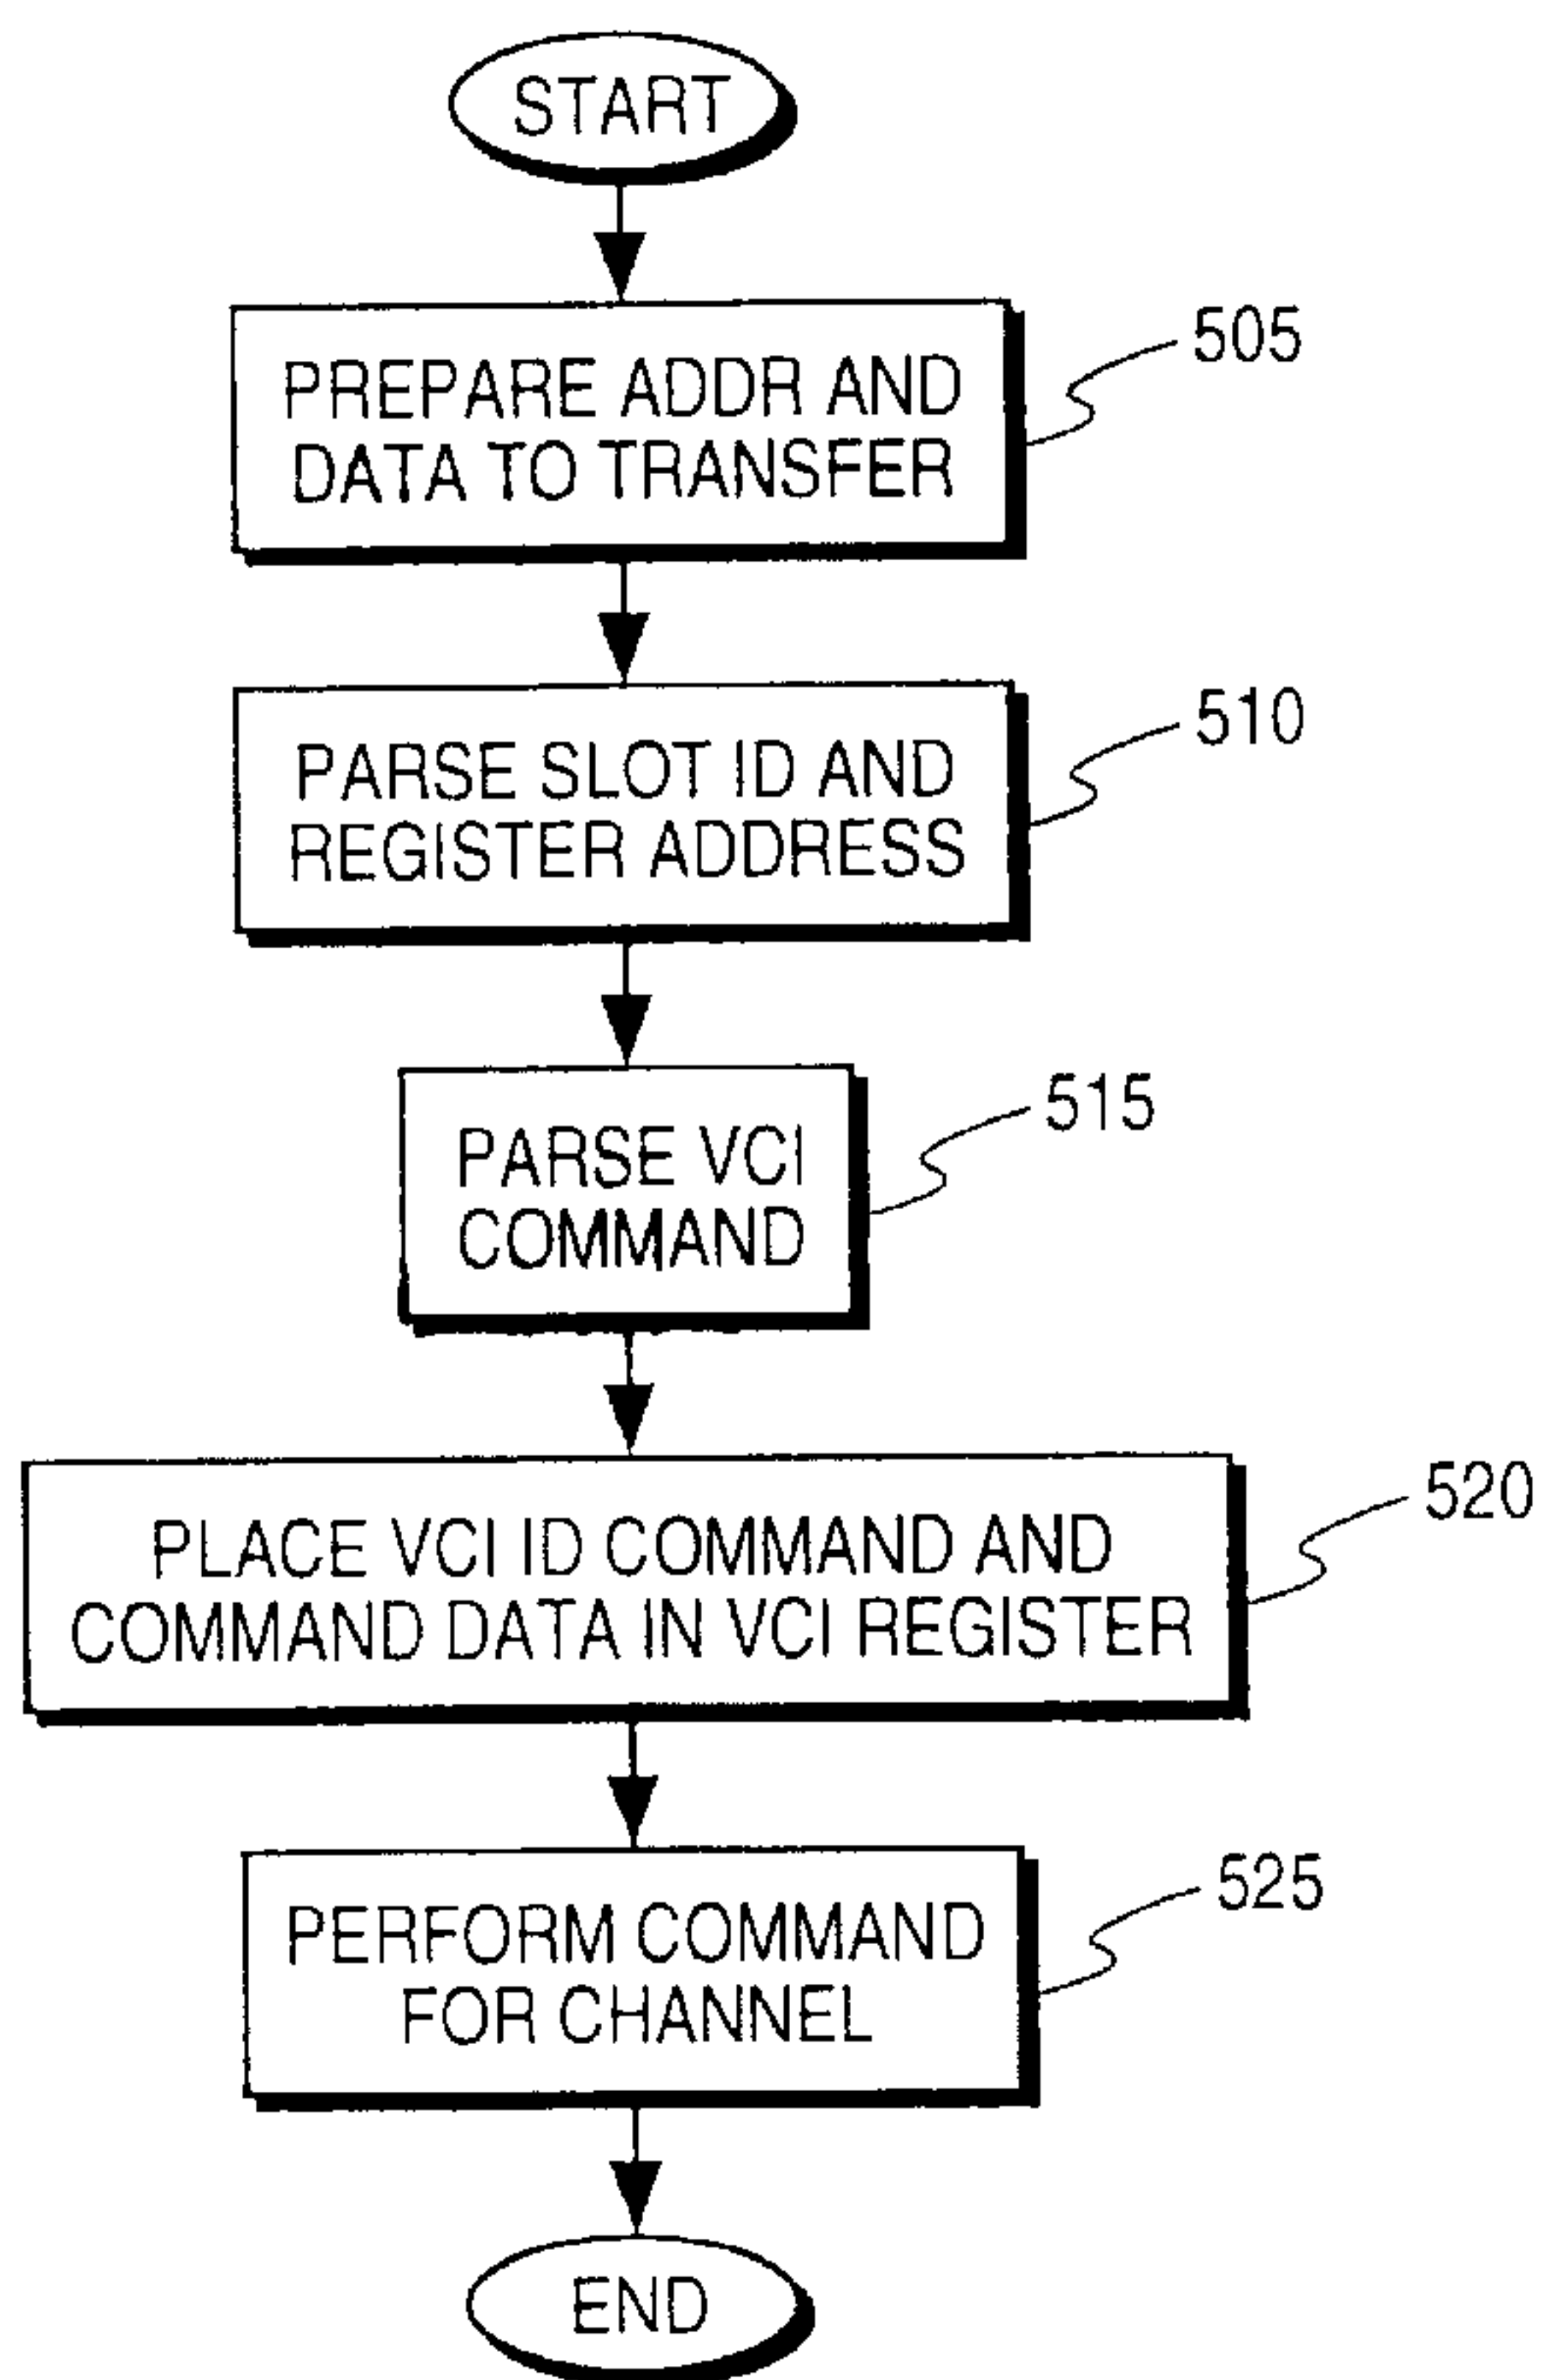 START
PREPARE ADDR AND
DATA TO TRANSFER
505
PARSE SLOT ID AND
REGISTER ADDRESS
510
PARSE VCI
COMMAND
515
PLACE VCI ID COMMAND AND
COMMAND DATA IN VCI REGISTER
520
PERFORM COMMAND
FOR CHANNEL
525
END